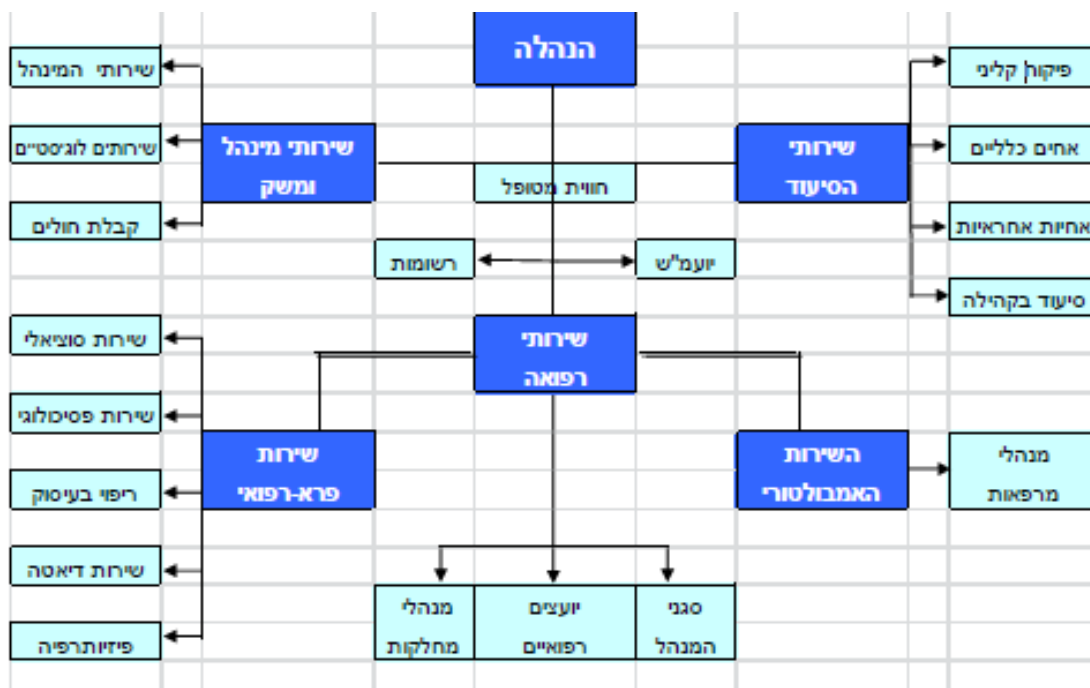 הנהלה
פיקוח קליני
שירותי המינהל
שירותי
הסיעוד
שירותי מינהל
ומשק
אחים כלליים
שירותים לוגיסטיים
חווית מטופל
אחיות אחראיות
קבלת חולים
יועמ"ש
רשומות
סיעוד בקהילה
שירותי
רפואה
שירות סוציאלי
שירות פסיכולוגי
השירות
האמבולטורי
שירות
פרא-רפואי
מנהלי
מרפאות
ריפוי בעיסוק
שירות דיאטה
סגני
המנהל
יועצים
רפואיים
מנהלי
מחלקות
פיזיותרפיה